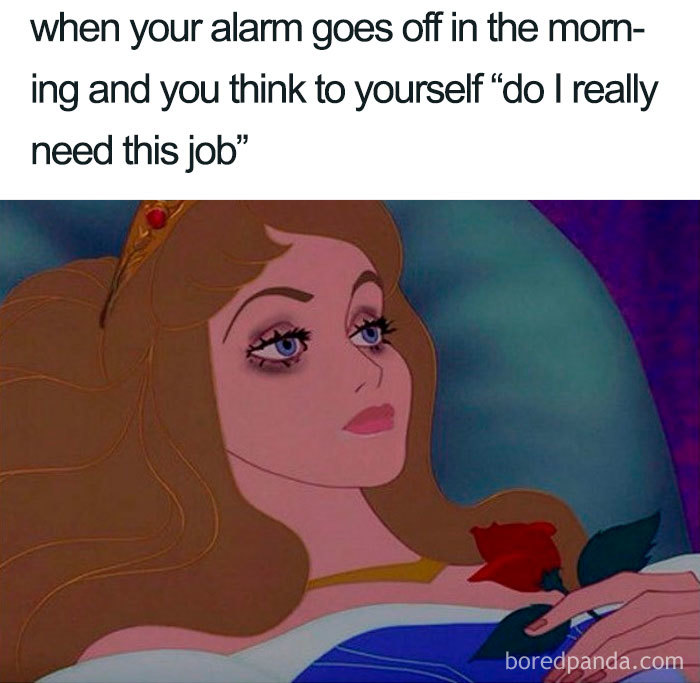 when your alarm goes off in the morn-
ing and you think to yourself “do I really
need this job”
boredpanda.com